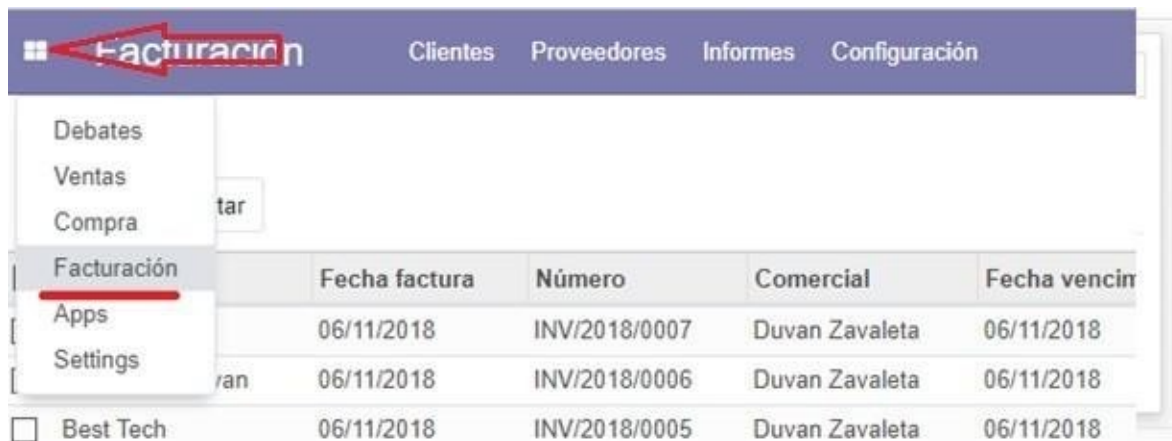 Facturación Clientes Proveedores Informes Configuración
Debates
Ventas
tar
Compra
Facturación Fecha factura Número Comercial Fecha vencim
Apps 06/11/2018 INV/2018/0007 Duvan Zavaleta 06/11/2018
Settings
van 06/11/2018 INV/2018/0006 Duvan Zavaleta 06/11/2018
Best Tech 06/11/2018 INV/2018/0005 Duvan Zavaleta 06/11/2018